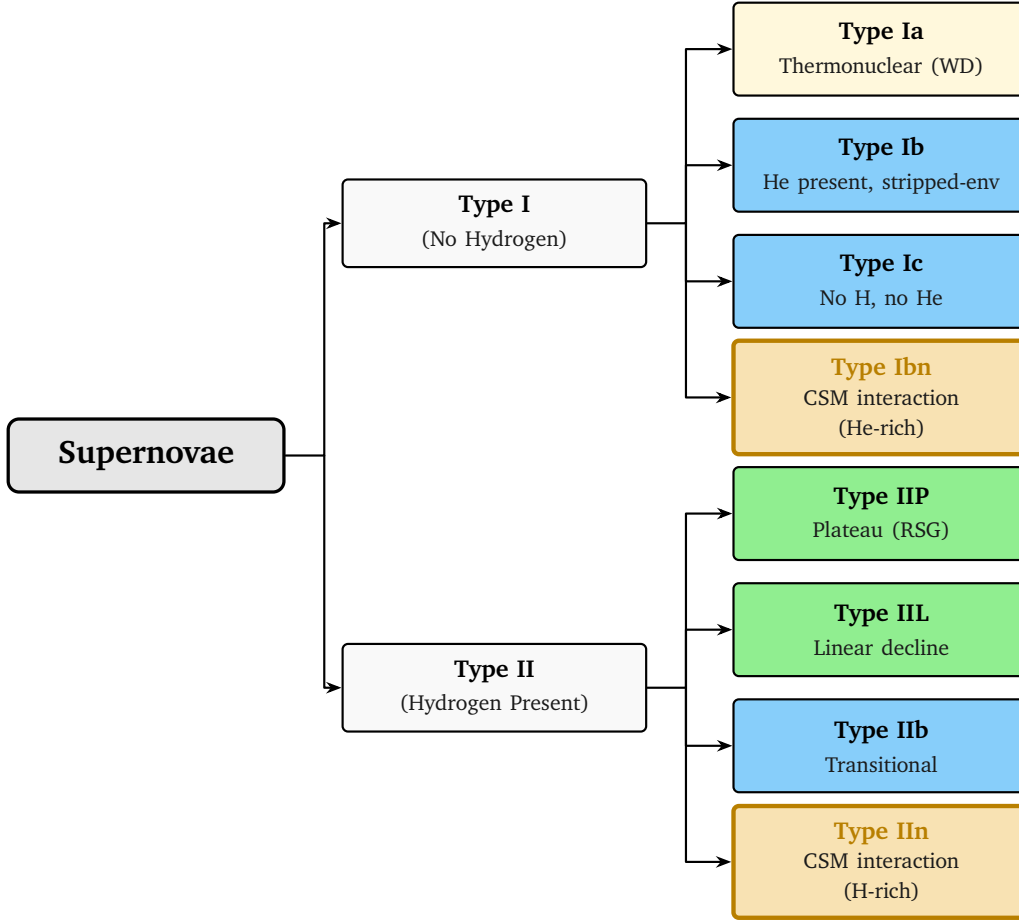 Supernovae
Type I
(No Hydrogen)
Type Ia
Thermonuclear (WD)
Type Ib
He present, stripped-env
Type Ic
No H, no He
Type Ibn
CSM interaction
(He-rich)
Type II
(Hydrogen Present)
Type IIP
Plateau (RSG)
Type IIL
Linear decline
Type IIb
Transitional
Type IIn
CSM interaction
(H-rich)